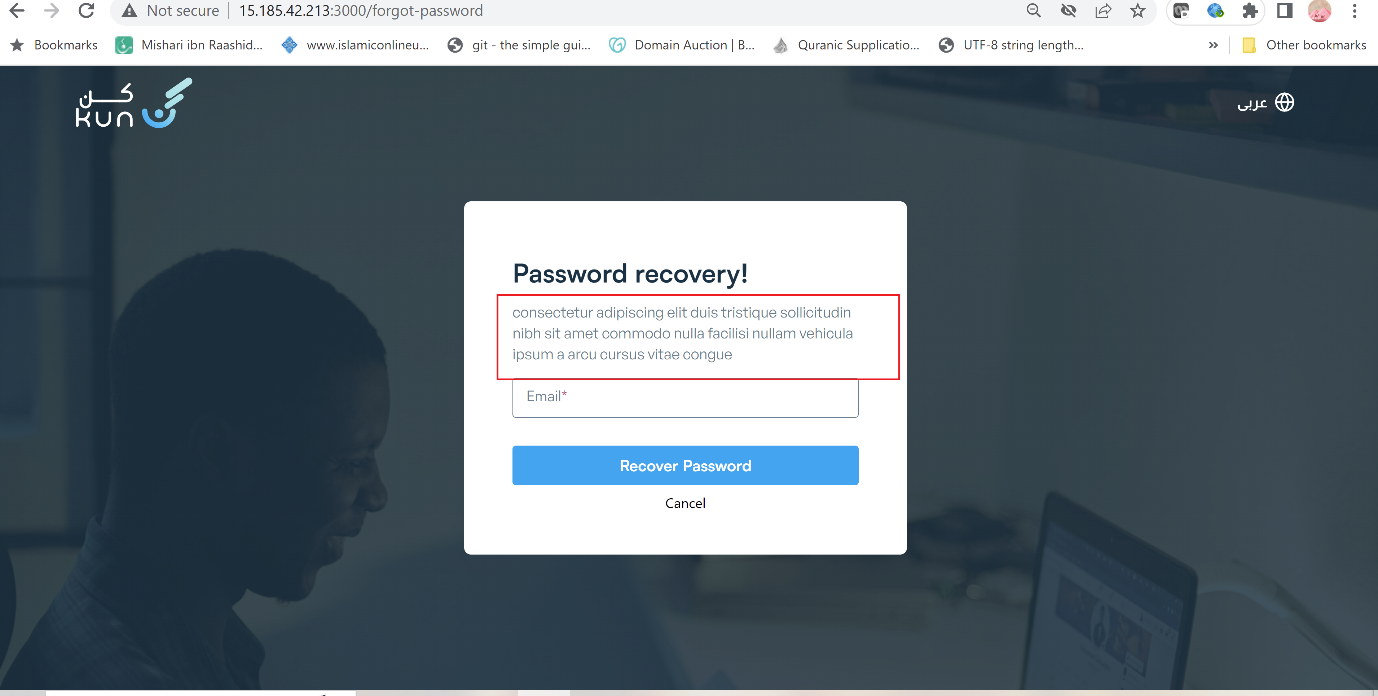 Not secure | 15.185.42.213:3000/forgot-password
Bookmarks
Mishari ibn Raashid...
www.islamiconlineu...
git - the simple gui...
Domain Auction | B...
Quranic Supplicatio...
UTF-8 string length...
»
Other bookmarks
كن
KUN
عربى
Password recovery!
consectetur adipiscing elit duis tristique sollicitudin
nibh sit amet commodo nulla facilisi nullam vehicula
ipsum a arcu cursus vitae congue
Email*
Recover Password
Cancel